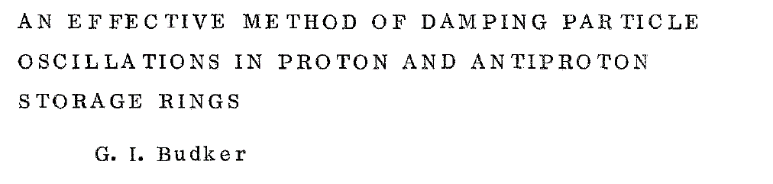 AN EFFECTIVE METHOD OF DAMPING PARTICLE
OSCILLATIONS IN PROTON AND ANTIPROTON
STORAGE RINGS
G. I. Budker